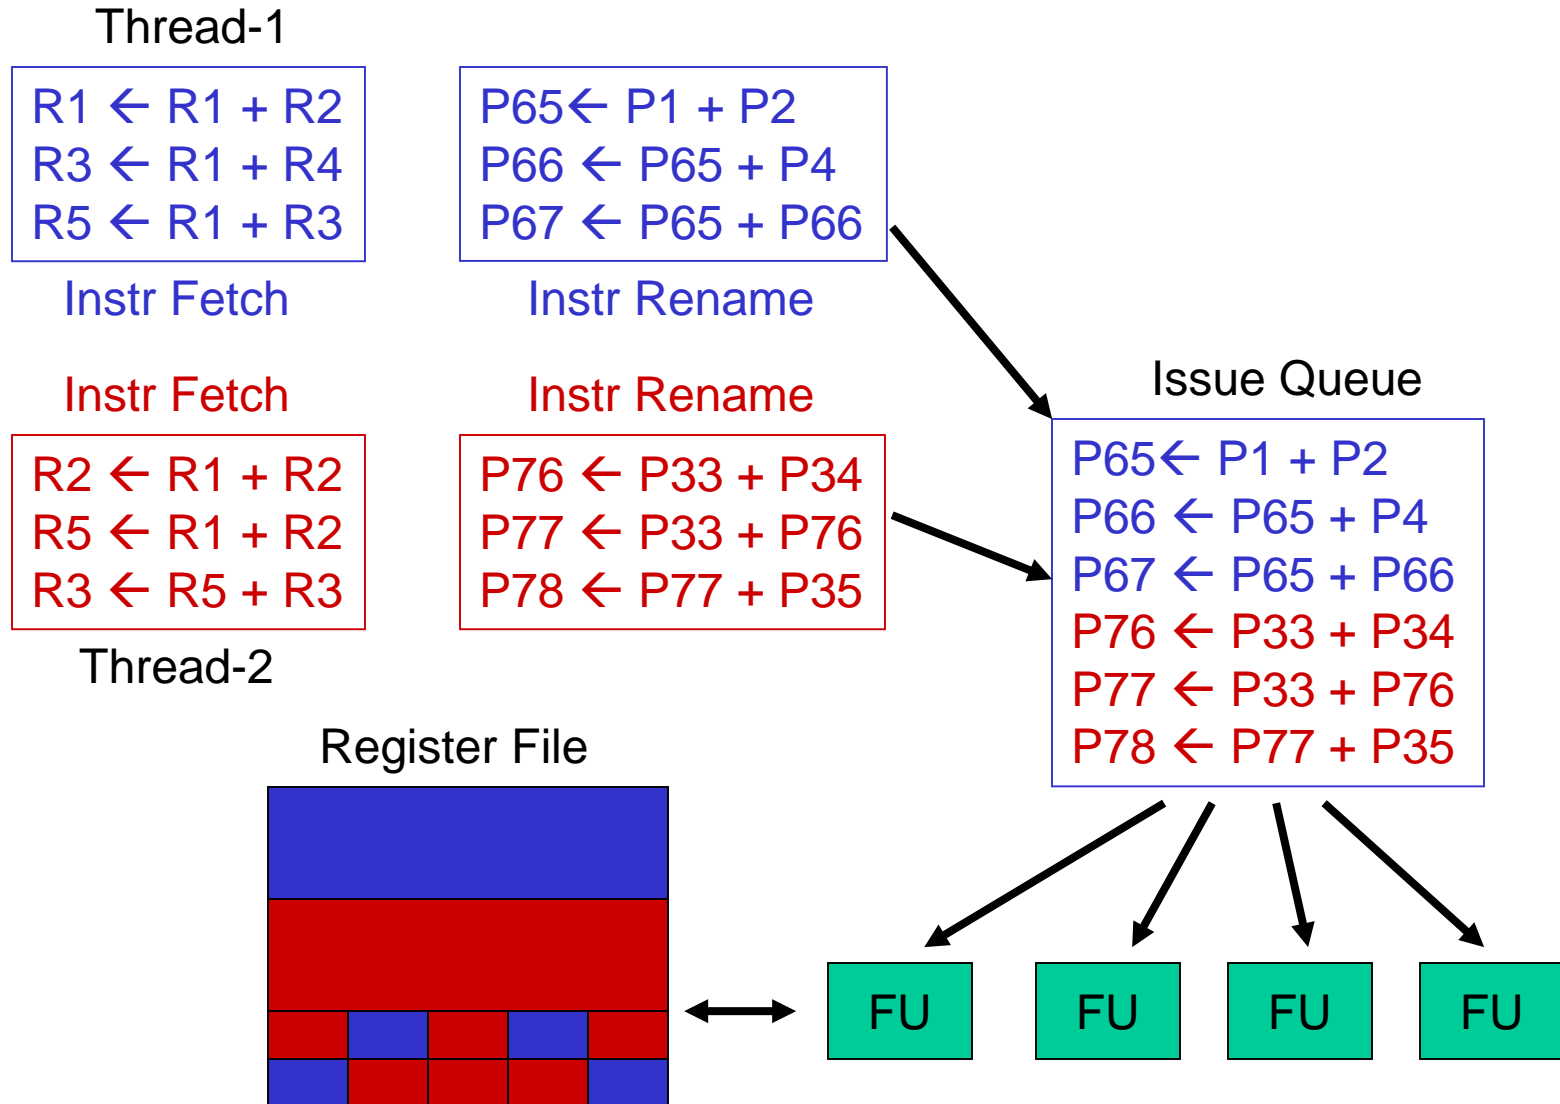 Thread-1
R1 ← R1 + R2
R3 ← R1 + R4
R5 ← R1 + R3
Instr Fetch
P65← P1 + P2
P66 ← P65 + P4
P67 ← P65 + P66
Instr Rename
Instr Fetch
R2 ← R1 + R2
R5 ← R1 + R2
R3 ← R5 + R3
Thread-2
Instr Rename
P76 ← P33 + P34
P77 ← P33 + P76
P78 ← P77 + P35
Issue Queue
P65← P1 + P2
P66 ← P65 + P4
P67 ← P65 + P66
P76 ← P33 + P34
P77 ← P33 + P76
P78 ← P77 + P35
Register File
FU
FU
FU
FU